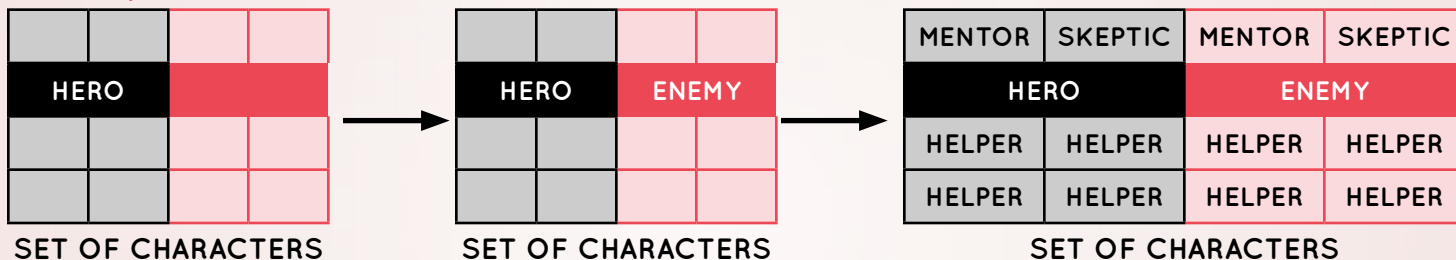 HERO
SET OF CHARACTERS
HERO ENEMY
SET OF CHARACTERS
MENTOR SKEPTIC MENTOR SKEPTIC
HERO ENEMY
HELPER HELPER HELPER HELPER
HELPER HELPER HELPER HELPER
SET OF CHARACTERS